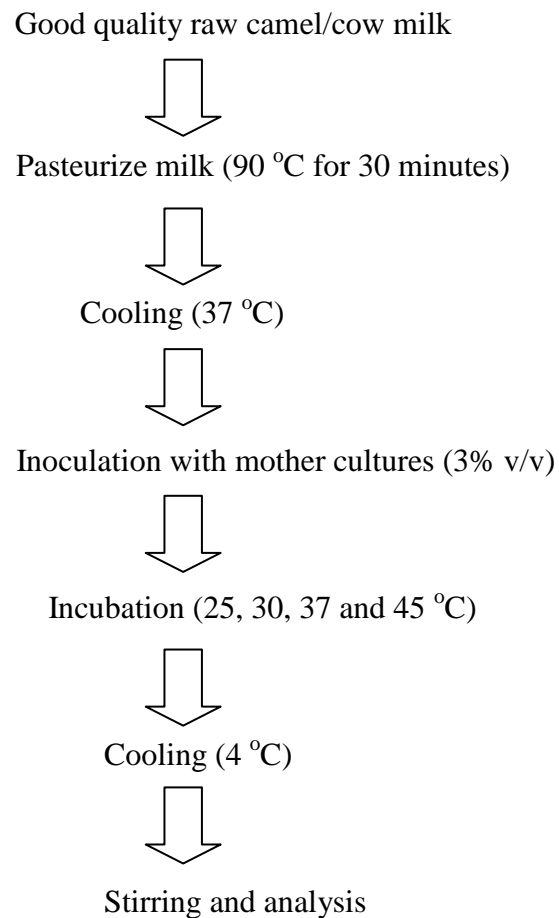 Good quality raw camel/cow milk
Pasteurize milk (90 °C for 30 minutes)
Cooling (37 °C)
Inoculation with mother cultures (3% v/v)
Incubation (25, 30, 37 and 45 °C)
Cooling (4 °C)
Stirring and analysis